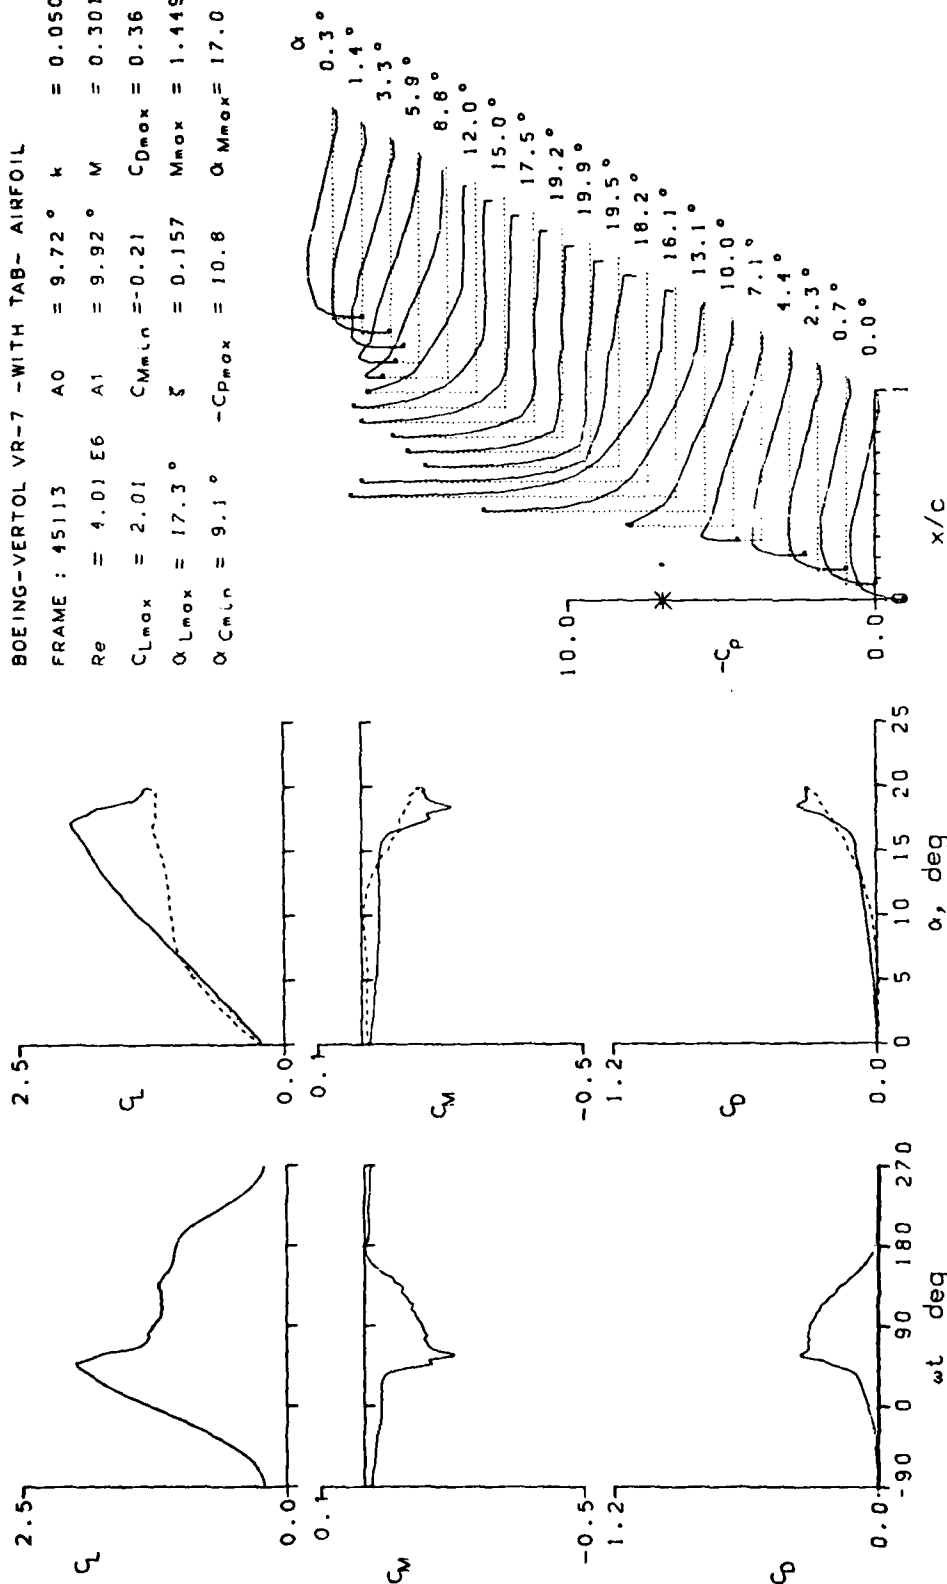 BOEING-VERTOL VR-7 -WITH TAB- AIRFOIL
FRAME : 45113 A0 = 9.72° k = 0.050
Re = 4.01 E6 A1 = 9.92° M = 0.301
CLmax = 2.01 CMmin =-0.21 CDmax = 0.36
αLmax = 17.3° ζ = 0.157 Mmax = 1.449
αCmin = 9.1° -CPmax = 10.8 αMmax= 17.0
2.5
CL
0.0
0.1
CM
-0.5
1.2
CD
0.0
-90 0 90 180 270
ωt deg
2.5
CL
0.0
0.1
CM
-0.5
1.2
CD
0.0
0 5 10 15 20 25
α, deg
10.0
-Cp
0.0
1
x/c
α
0.3°
1.4°
3.3°
5.9°
8.8°
12.0°
15.0°
17.5°
19.2°
19.9°
19.5°
18.2°
16.1°
13.1°
10.0°
7.1°
4.4°
2.3°
0.7°
0.0°